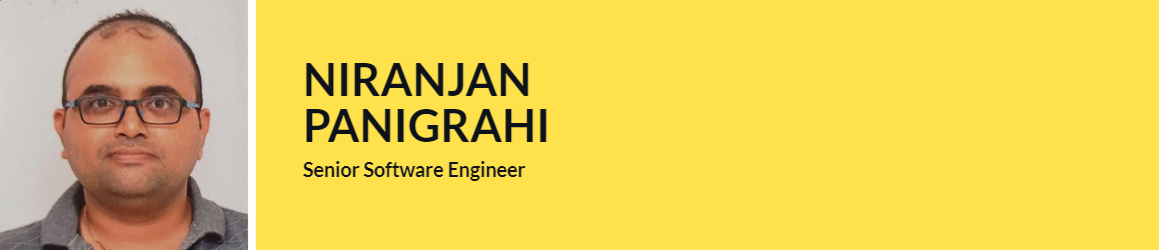 NIRANJAN
PANIGRAHI
Senior Software Engineer